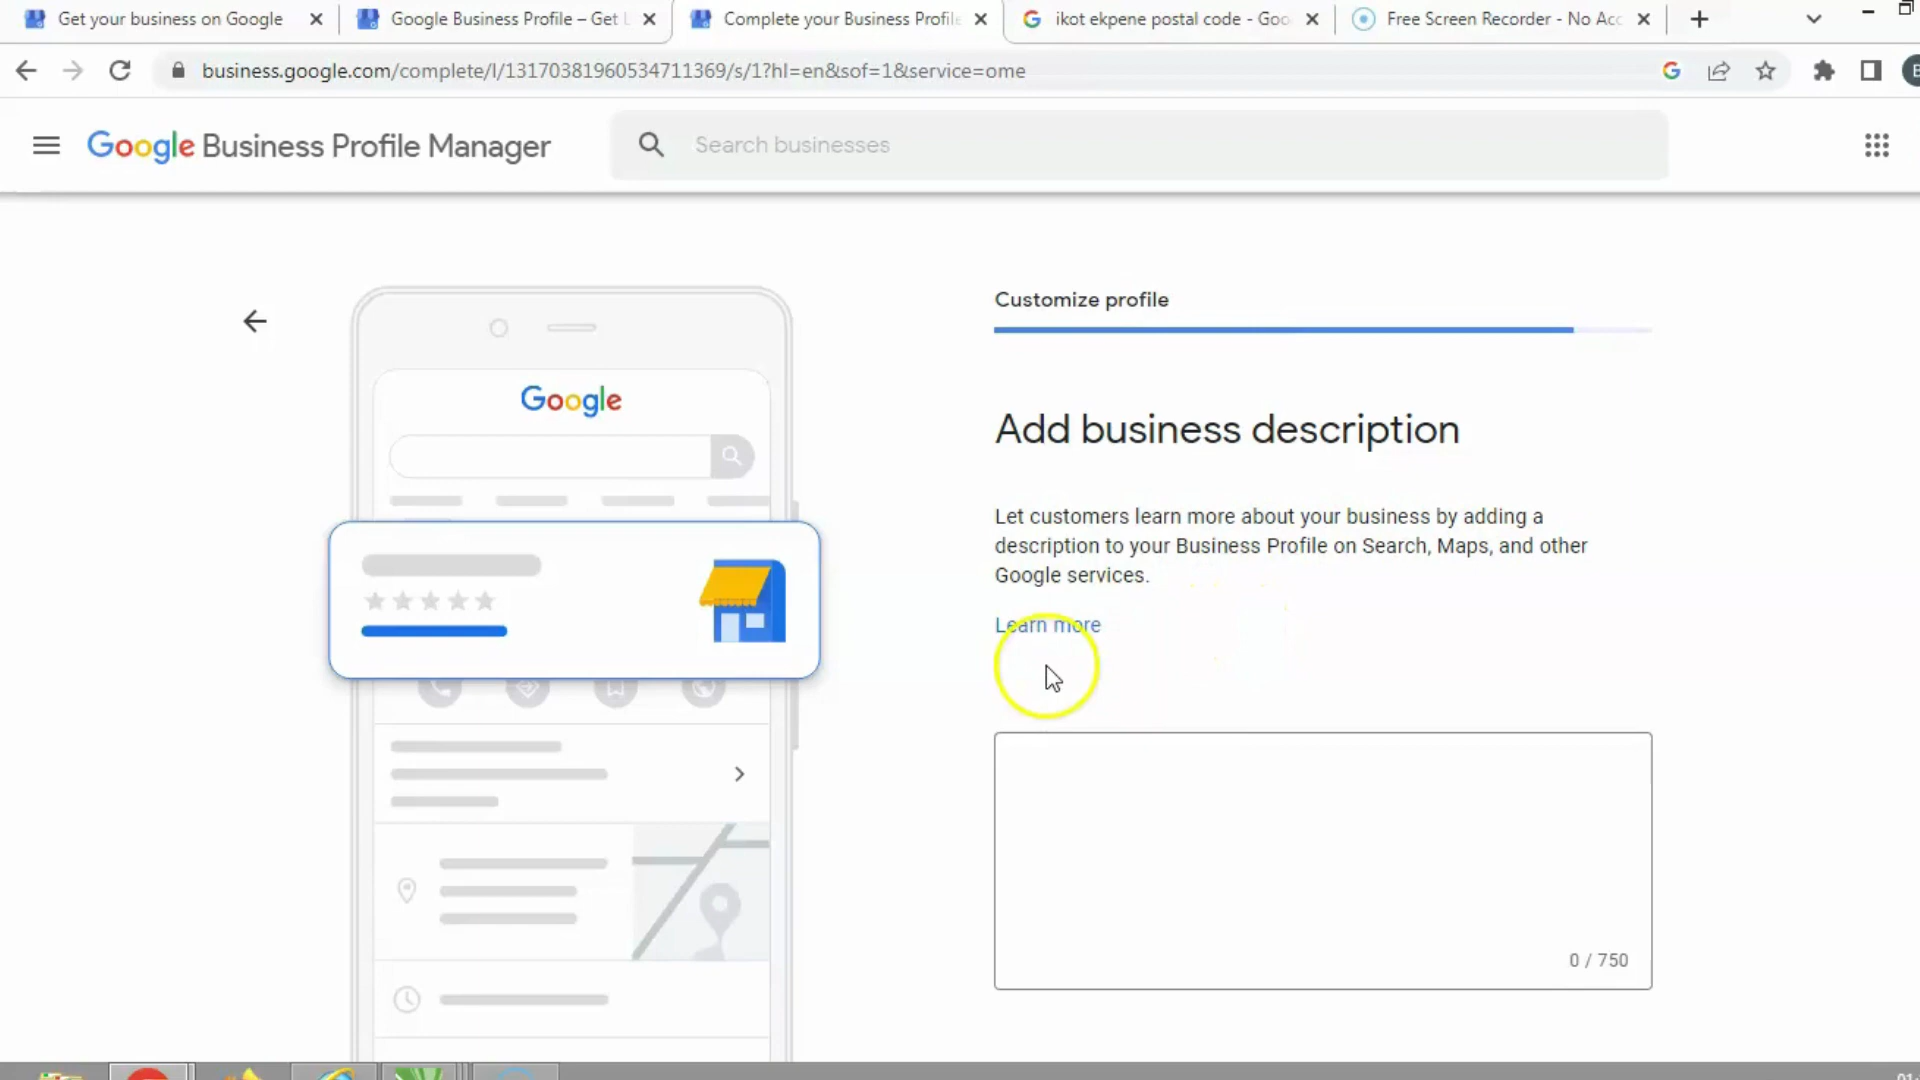 Get your business on Google
Google Business Profile – Get L
Complete your Business Profile
ikot ekpene postal code - Goo
Free Screen Recorder - No Acc
business.google.com/complete/l/13170381960534711369/s/1?hl=en&sof=1&service=ome
Google Business Profile Manager
Search businesses
Customize profile
Google
Add business description
Let customers learn more about your business by adding a
description to your Business Profile on Search, Maps, and other
Google services.
Learn more
0 / 750